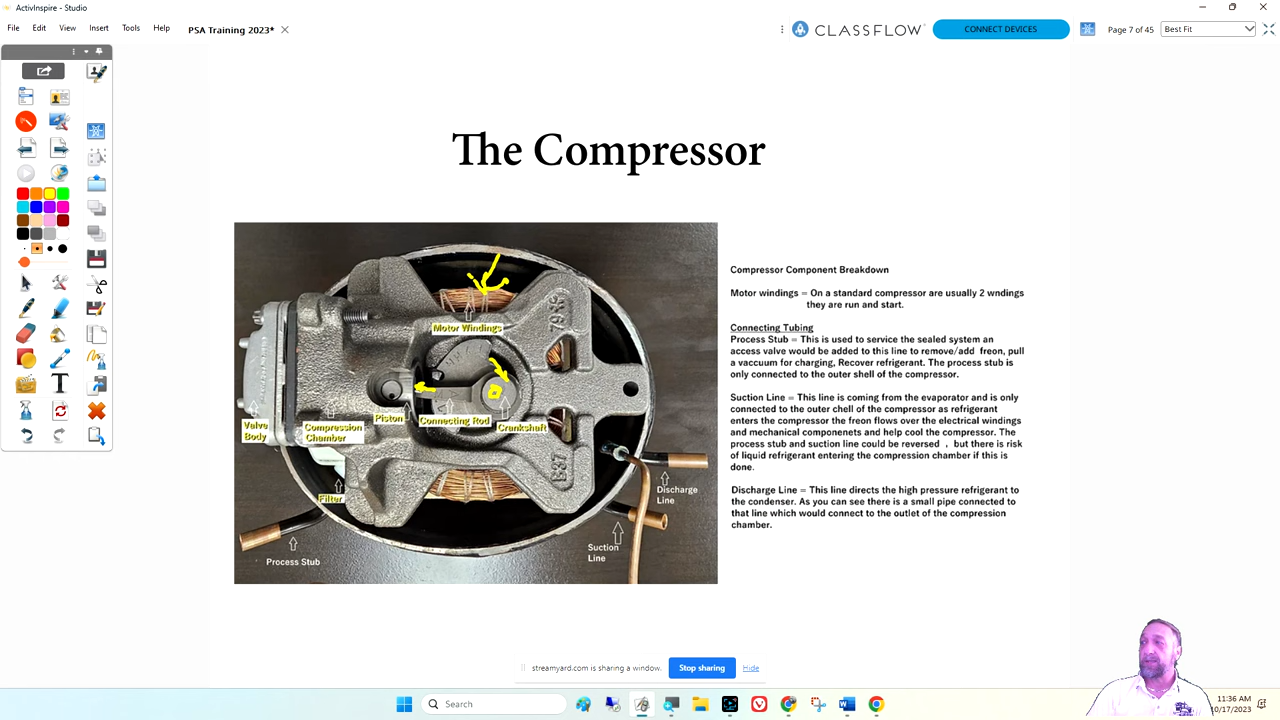 ActivInspire - Studio
File Edit View Insert Tools Help
PSA Training 2023*
CLASSFLOW
CONNECT DEVICES
Page 7 of 45
Best Fit
The Compressor
Motor Windings
Valve
Body
Compression
Chamber
Piston
Connecting Rod
Crankshaft
Filter
Process Stub
Discharge
Line
Suction
Line
Compressor Component Breakdown
Motor windings = On a standard compressor are usually 2 wndings
they are run and start.
Connecting Tubing
Process Stub = This is used to service the sealed system an
access valve would be added to this line to remove/add freon, pull
a vaccuum for charging, Recover refrigerant. The process stub is
only connected to the outer shell of the compressor.
Suction Line = This line is coming from the evaporator and is only
connected to the outer chell of the compressor as refrigerant
enters the compressor the freon flows over the electrical windings
and mechanical componenets and help cool the compressor. The
process stub and suction line could be reversed , but there is risk
of liquid refrigerant entering the compression chamber if this is
done.
Discharge Line = This line directs the high pressure refrigerant to
the condenser. As you can see there is a small pipe connected to
that line which would connect to the outlet of the compression
chamber.
streamyard.com is sharing a window.
Stop sharing
Hide
Search
11:36 AM
10/17/2023